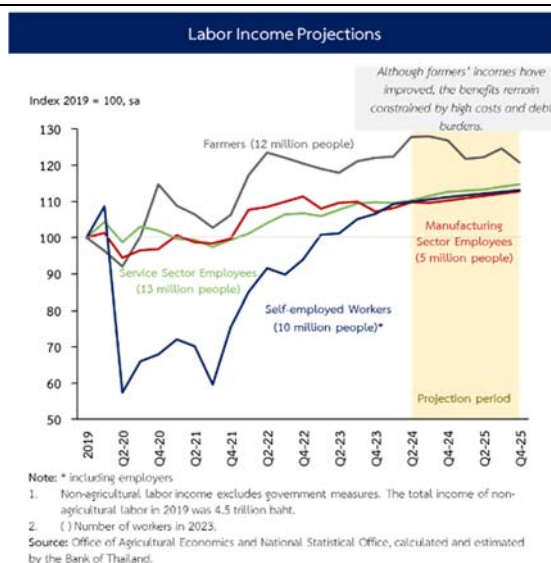 Labor Income Projections
Although farmers' incomes have
improved, the benefits remain
constrained by high costs and debt
burdens.
Index 2019 = 100, sa
130
120
110
100
90
80
70
60
50
Farmers (12 million people)
Service Sector Employees
(13 million people)
Manufacturing
Sector Employees
(5 million people)
Self-employed Workers
(10 million people)*
Projection period
2019
Q2-20
Q4-20
Q2-21
Q4-21
Q2-22
Q4-22
Q2-23
Q4-23
Q2-24
Q4-24
Q2-25
Q4-25
Note: * including employers
1. Non-agricultural labor income excludes government measures. The total income of non-
agricultural labor in 2019 was 4.5 trillion baht.
2. ( ) Number of workers in 2023.
Source: Office of Agricultural Economics and National Statistical Office, calculated and estimated
by the Bank of Thailand.